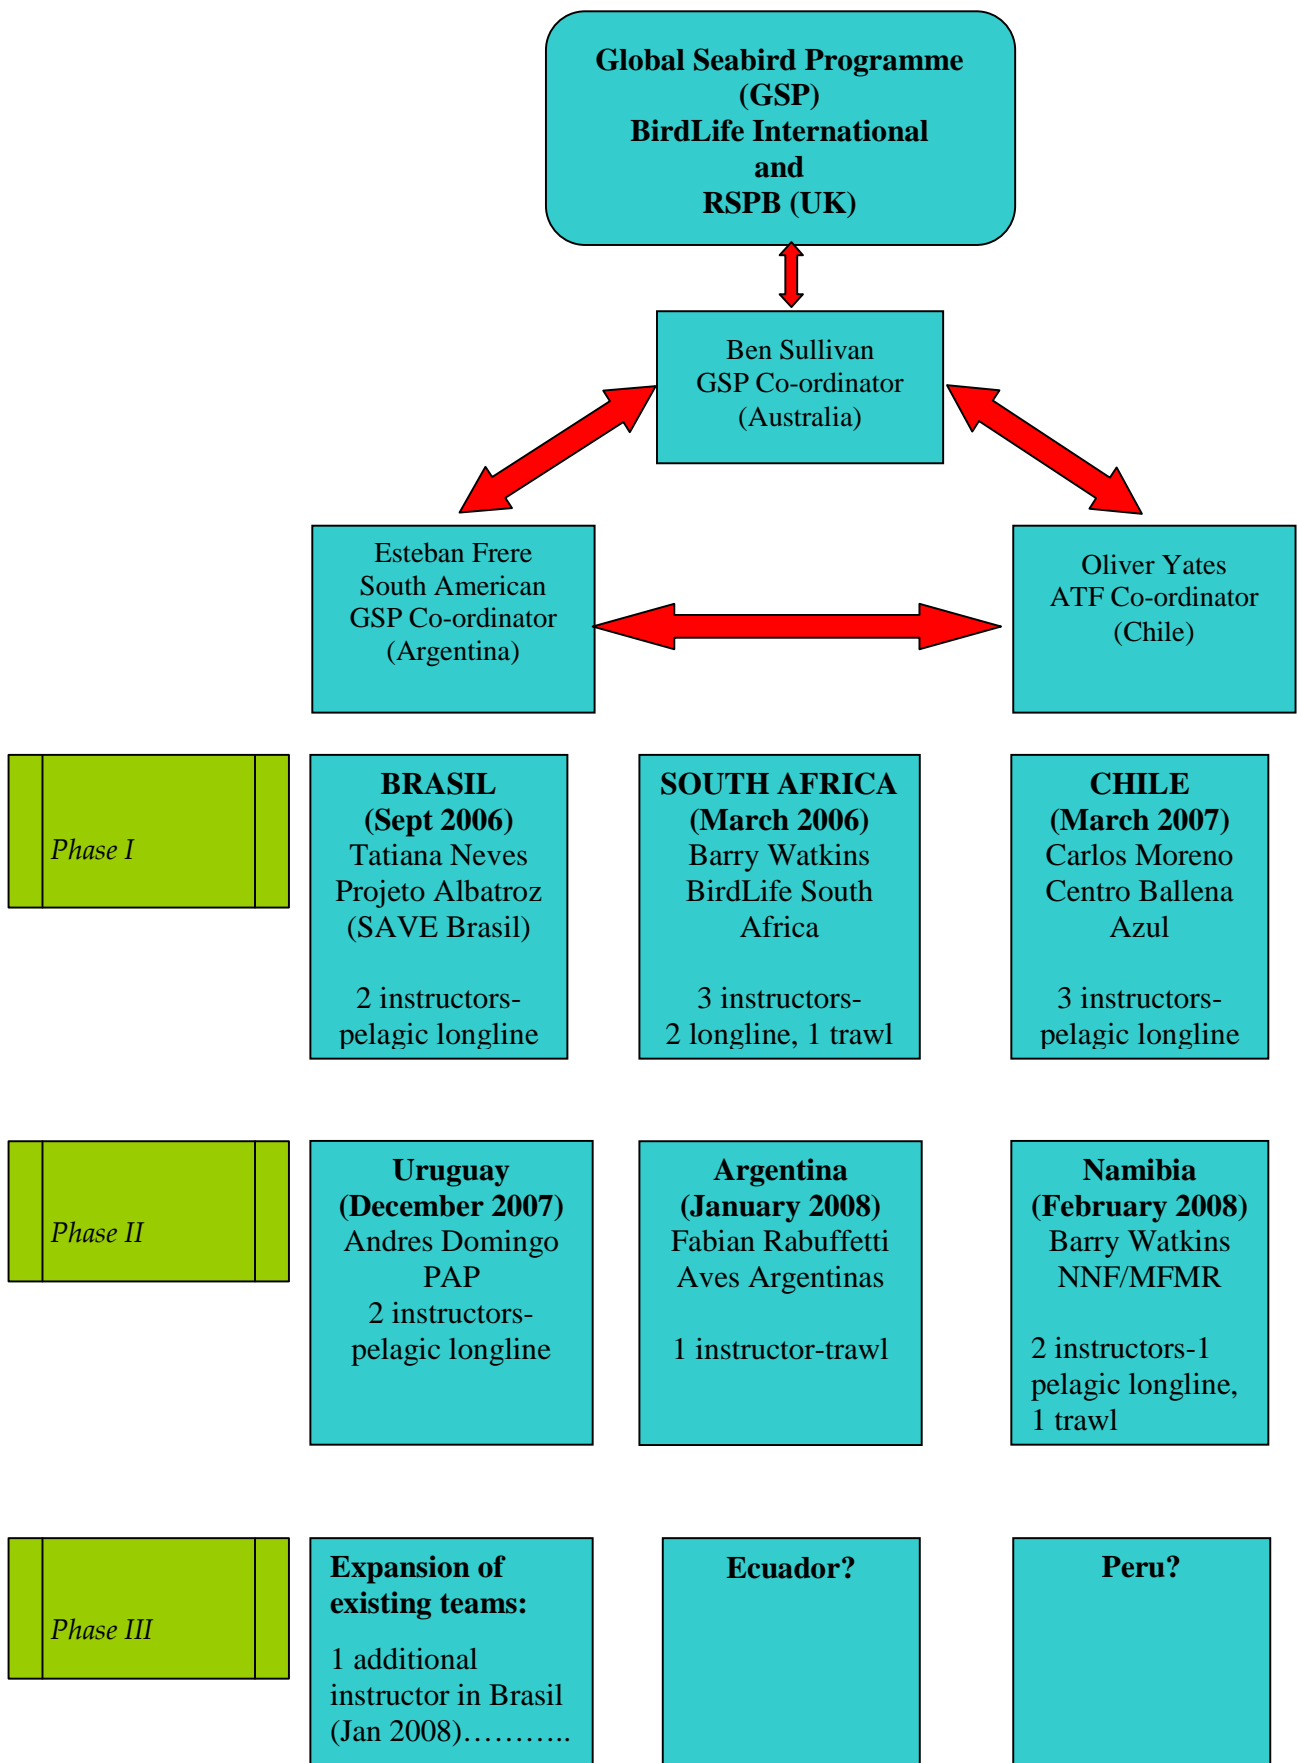 Global Seabird Programme
(GSP)
BirdLife International
and
RSPB (UK)
Ben Sullivan
GSP Co-ordinator
(Australia)
Esteban Frere
South American
GSP Co-ordinator
(Argentina)
Oliver Yates
ATF Co-ordinator
(Chile)
Phase I
BRASIL
(Sept 2006)
Tatiana Neves
Projeto Albatroz
(SAVE Brasil)
2 instructors-
pelagic longline
SOUTH AFRICA
(March 2006)
Barry Watkins
BirdLife South
Africa
3 instructors-
2 longline, 1 trawl
CHILE
(March 2007)
Carlos Moreno
Centro Ballena
Azul
3 instructors-
pelagic longline
Phase II
Uruguay
(December 2007)
Andres Domingo
PAP
2 instructors-
pelagic longline
Argentina
(January 2008)
Fabian Rabuffetti
Aves Argentinas
1 instructor-trawl
Namibia
(February 2008)
Barry Watkins
NNF/MFMR
2 instructors-1
pelagic longline,
1 trawl
Phase III
Expansion of
existing teams:
1 additional
instructor in Brasil
(Jan 2008)………..
Ecuador?
Peru?